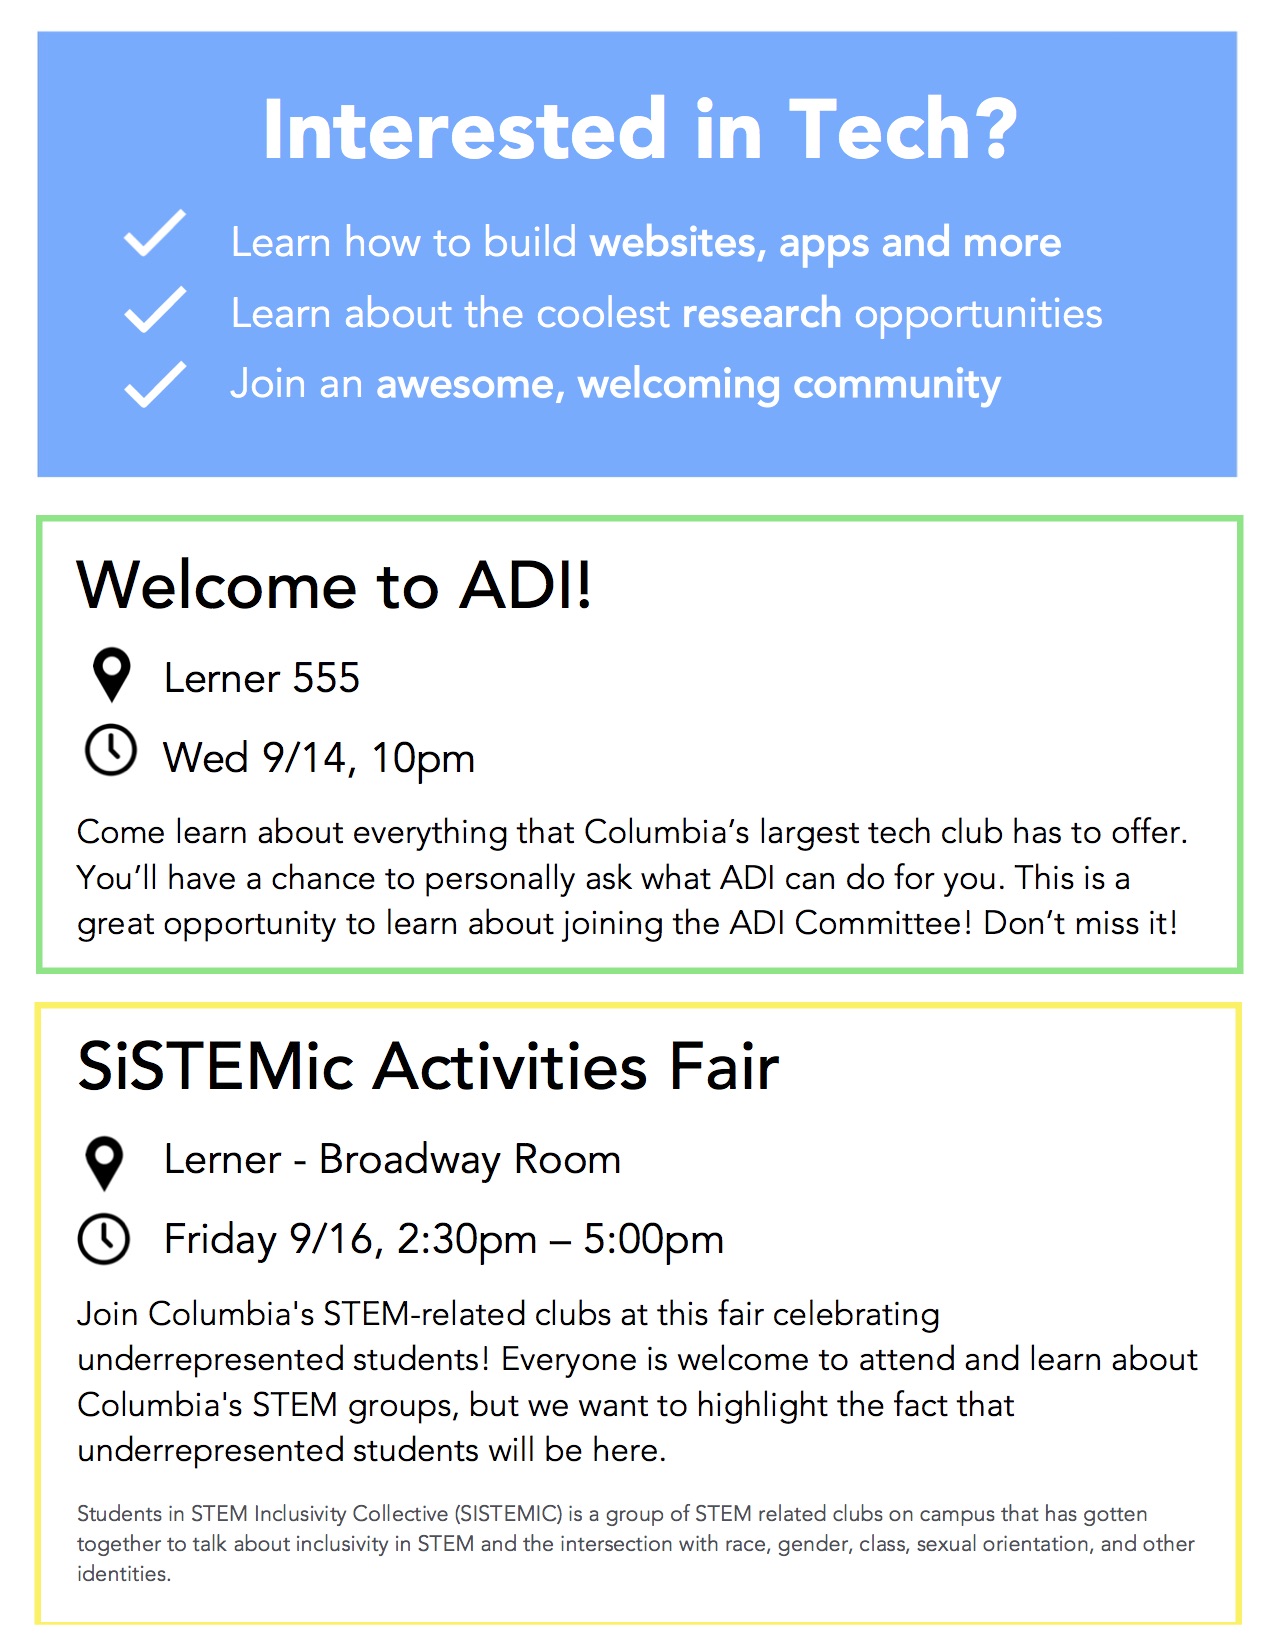 Interested in Tech?
Learn how to build websites, apps and more
Learn about the coolest research opportunities
Join an awesome, welcoming community
Welcome to ADI!
Lerner 555
Wed 9/14, 10pm
Come learn about everything that Columbia’s largest tech club has to offer.
You’ll have a chance to personally ask what ADI can do for you. This is a
great opportunity to learn about joining the ADI Committee! Don’t miss it!
SiSTEMic Activities Fair
Lerner - Broadway Room
Friday 9/16, 2:30pm – 5:00pm
Join Columbia's STEM-related clubs at this fair celebrating
underrepresented students! Everyone is welcome to attend and learn about
Columbia's STEM groups, but we want to highlight the fact that
underrepresented students will be here.
Students in STEM Inclusivity Collective (SISTEMIC) is a group of STEM related clubs on campus that has gotten
together to talk about inclusivity in STEM and the intersection with race, gender, class, sexual orientation, and other
identities.